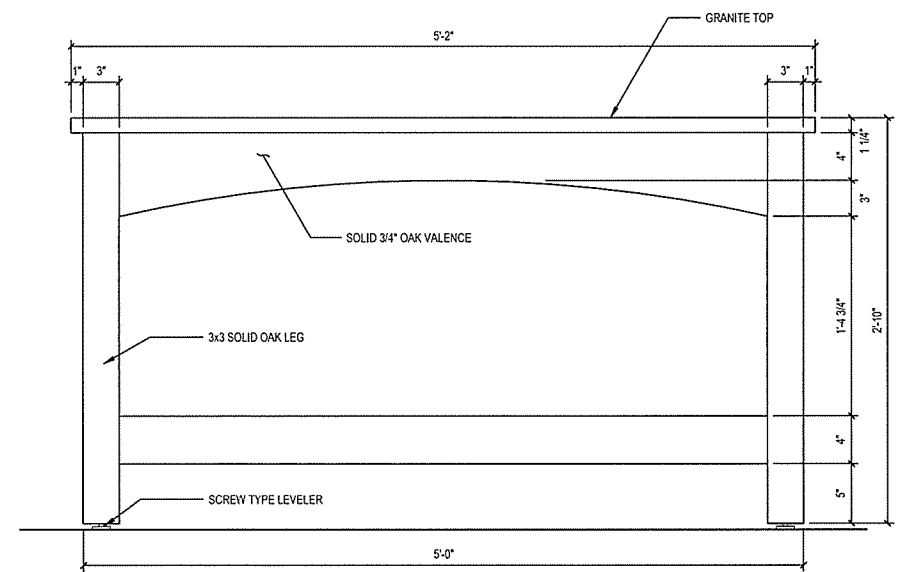 GRANITE TOP
5'-2"
1" 3" 3" 1"
1 1/4"
4"
3"
SOLID 3/4" OAK VALENCE
1'-4 3/4"
2'-10"
3x3 SOLID OAK LEG
4"
5"
SCREW TYPE LEVELER
5'-0"